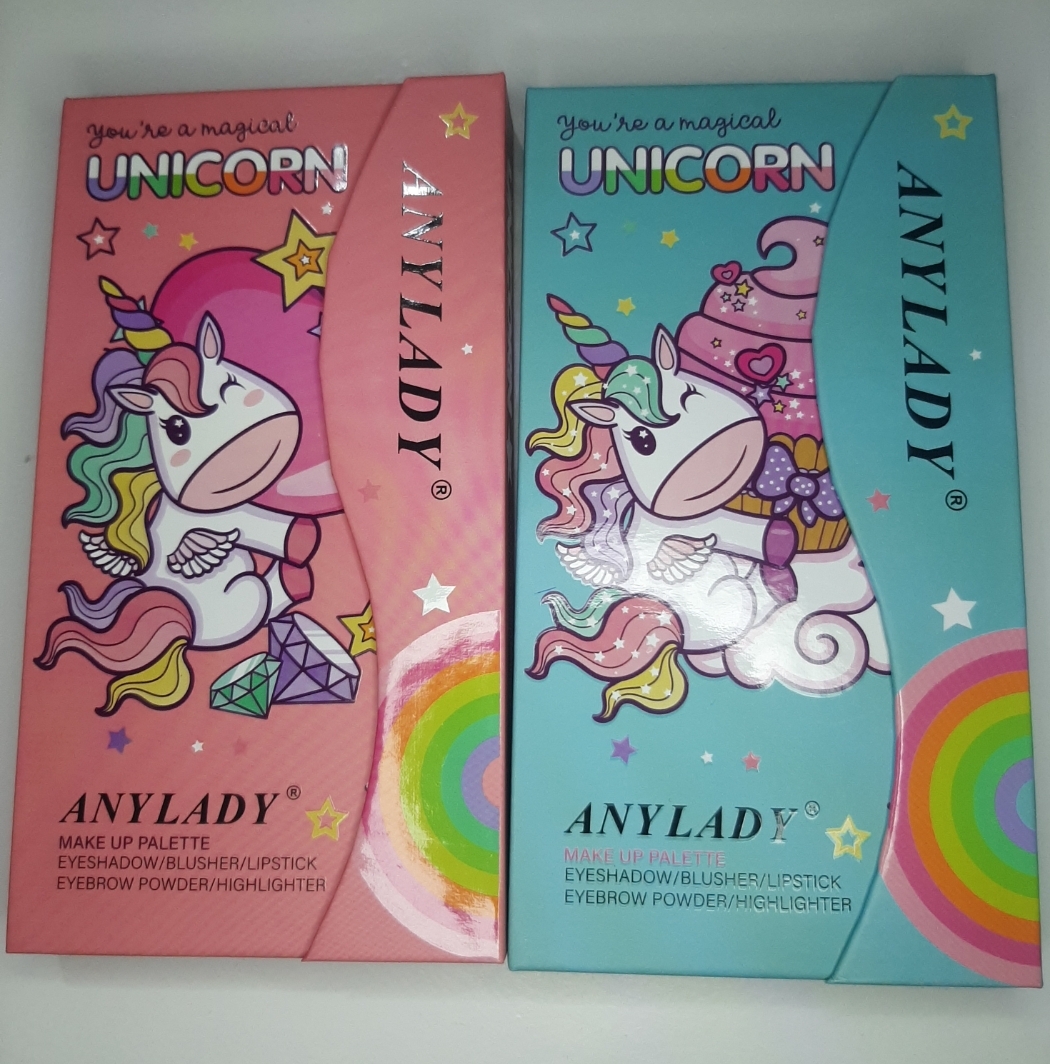 you're a magical
UNICORN
ANYLADY®
ANYLADY®
MAKE UP PALETTE
EYESHADOW/BLUSHER/LIPSTICK
EYEBROW POWDER/HIGHLIGHTER
you're a magical
UNICORN
ANYLADY®
ANYLADY®
MAKE UP PALETTE
EYESHADOW/BLUSHER/LIPSTICK
EYEBROW POWDER/HIGHLIGHTER